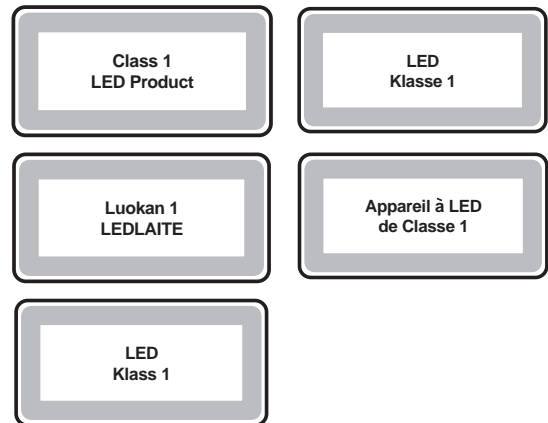 Class 1
LED Product
LED
Klasse 1
Luokan 1
LEDLAITE
Appareil à LED
de Classe 1
LED
Klass 1